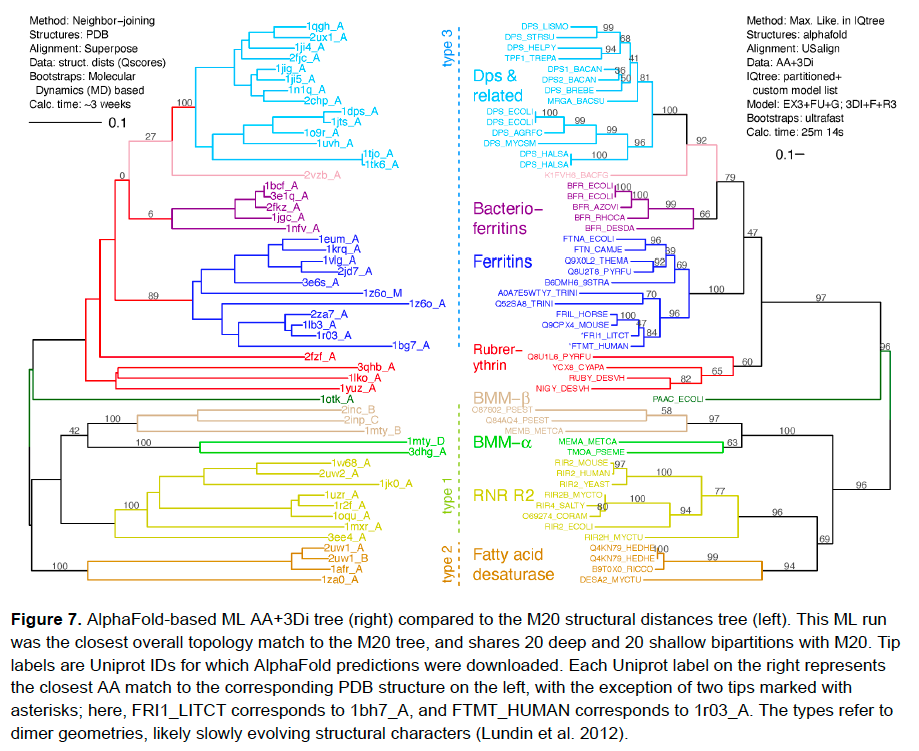 Method: Neighbor-joining
Structures: PDB
Alignment: Superpose
Data: struct. dists (Qscores)
Bootstraps: Molecular
Dynamics (MD) based
Calc. time: ~3 weeks
0.1
1qgh_A
2ux1_A
1ji4_A
2fjc_A
1jig_A
1ji5_A
1n1q_A
2chp_A
100
1dps_A
1jts_A
1o9r_A
1uvh_A
1tjo_A
1tk6_A
27
2vzb_A
0
1bcf_A
3e1q_A
2fkz_A
1jgc_A
6
1nfv_A
1eum_A
1krq_A
1vlg_A
2jd7_A
3e6s_A
89
1z6o_M
1z6o_A
2za7_A
1lb3_A
1r03_A
1bg7_A
2fzf_A
3qhb_A
1lko_A
1yuz_A
1otk_A
2inc_B
100
2inp_C
42
1mty_B
100
1mty_D
3dhg_A
1w68_A
2uw2_A
1jk0_A
1uzr_A
100
1r2f_A
1oqu_A
1mxr_A
3ee4_A
2uw1_A
2uw1_B
100
1afr_A
1za0_A
type 3
type 1
type 2
Dps &
related
Bacterio-
ferritins
Ferritins
Rubrer-
ythrin
BMM-β
BMM-α
RNR R2
Fatty acid
desaturase
Method: Max. Like. in IQtree
Structures: alphafold
Alignment: USalign
Data: AA+3Di
IQtree: partitioned+
custom model list
Model: EX3+FU+G; 3DI+F+R3
Bootstraps: ultrafast
Calc. time: 25m 14s
0.1
DPS_LISMO
99
DPS_STRSU
68
DPS_HELPY
94
TPF1_TREPA
41
DPS1_BACAN
DPS2_BACAN
50
81
DPS_BREBE
MRGA_BACSU
100
DPS_ECOLI
DPS_ECOLI
99
DPS_AGRFC
99
DPS_MYCSM
96
92
DPS_HALSA
100
DPS_HALSA
K1FVH6_BACFG
79
BFR_ECOLI
100
BFR_ECOLI
100
BFR_AZOVI
99
BFR_RHOCA
66
BFR_DESDA
47
FTNA_ECOLI
96
FTN_CAMJE
39
Q9X0L2_THEMA
92
69
Q8U2T8_PYRFU
B6DMH6_9STRA
100
A0A7E5WTY7_TRINI
70
Q52SA8_TRINI
97
96
FRIL_HORSE
100
Q9CPX4_MOUSE
47
*FRI1_LITCT
84
*FTMT_HUMAN
96
Q8U1L6_PYRFU
60
YCX8_CYAPA
65
RUBY_DESVH
82
NIGY_DESVH
PAAC_ECOLI
O87802_PSEST
58
Q84AQ4_PSEST
97
MEMB_METCA
100
MEMA_METCA
63
TMOA_PSEME
RIR2_MOUSE
97
RIR2_HUMAN
100
RIR2_YEAST
77
RIR2B_MYCTO
100
RIR4_SALTY
80
O69274_CORAM
94
96
96
RIR2_ECOLI
RIR2H_MYCTU
69
Q4KN79_HEDHE
100
Q4KN79_HEDHE
99
B9T0X0_RICCO
94
DESA2_MYCTU
Figure 7. AlphaFold-based ML AA+3Di tree (right) compared to the M20 structural distances tree (left). This ML run
was the closest overall topology match to the M20 tree, and shares 20 deep and 20 shallow bipartitions with M20. Tip
labels are Uniprot IDs for which AlphaFold predictions were downloaded. Each Uniprot label on the right represents
the closest AA match to the corresponding PDB structure on the left, with the exception of two tips marked with
asterisks; here, FRI1_LITCT corresponds to 1bh7_A, and FTMT_HUMAN corresponds to 1r03_A. The types refer to
dimer geometries, likely slowly evolving structural characters (Lundin et al. 2012).